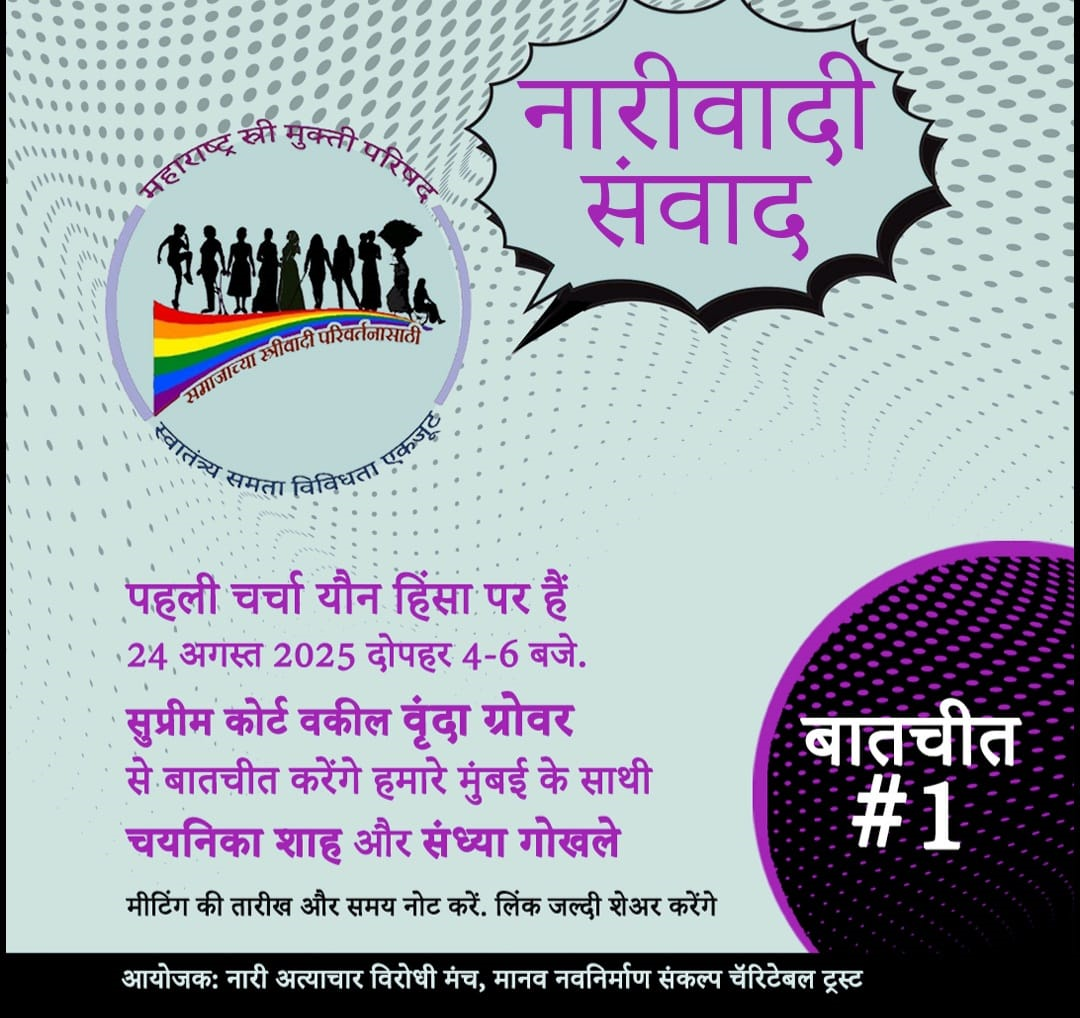 नारीवादी
संवाद
महाराष्ट्र स्त्री मुक्ती परिषद
समाजाच्या स्त्रीवादी परिवर्तनासाठी
स्वातंत्र्य समता विविधता एकजूट
पहली चर्चा यौन हिंसा पर हैं
24 अगस्त 2025 दोपहर 4-6 बजे.
सुप्रीम कोर्ट वकील वृंदा ग्रोवर
से बातचीत करेंगे हमारे मुंबई के साथी
चयनिका शाह और संध्या गोखले
मीटिंग की तारीख और समय नोट करें. लिंक जल्दी शेअर करेंगे
बातचीत
#1
आयोजक: नारी अत्याचार विरोधी मंच, मानव नवनिर्माण संकल्प चॅरिटेबल ट्रस्ट